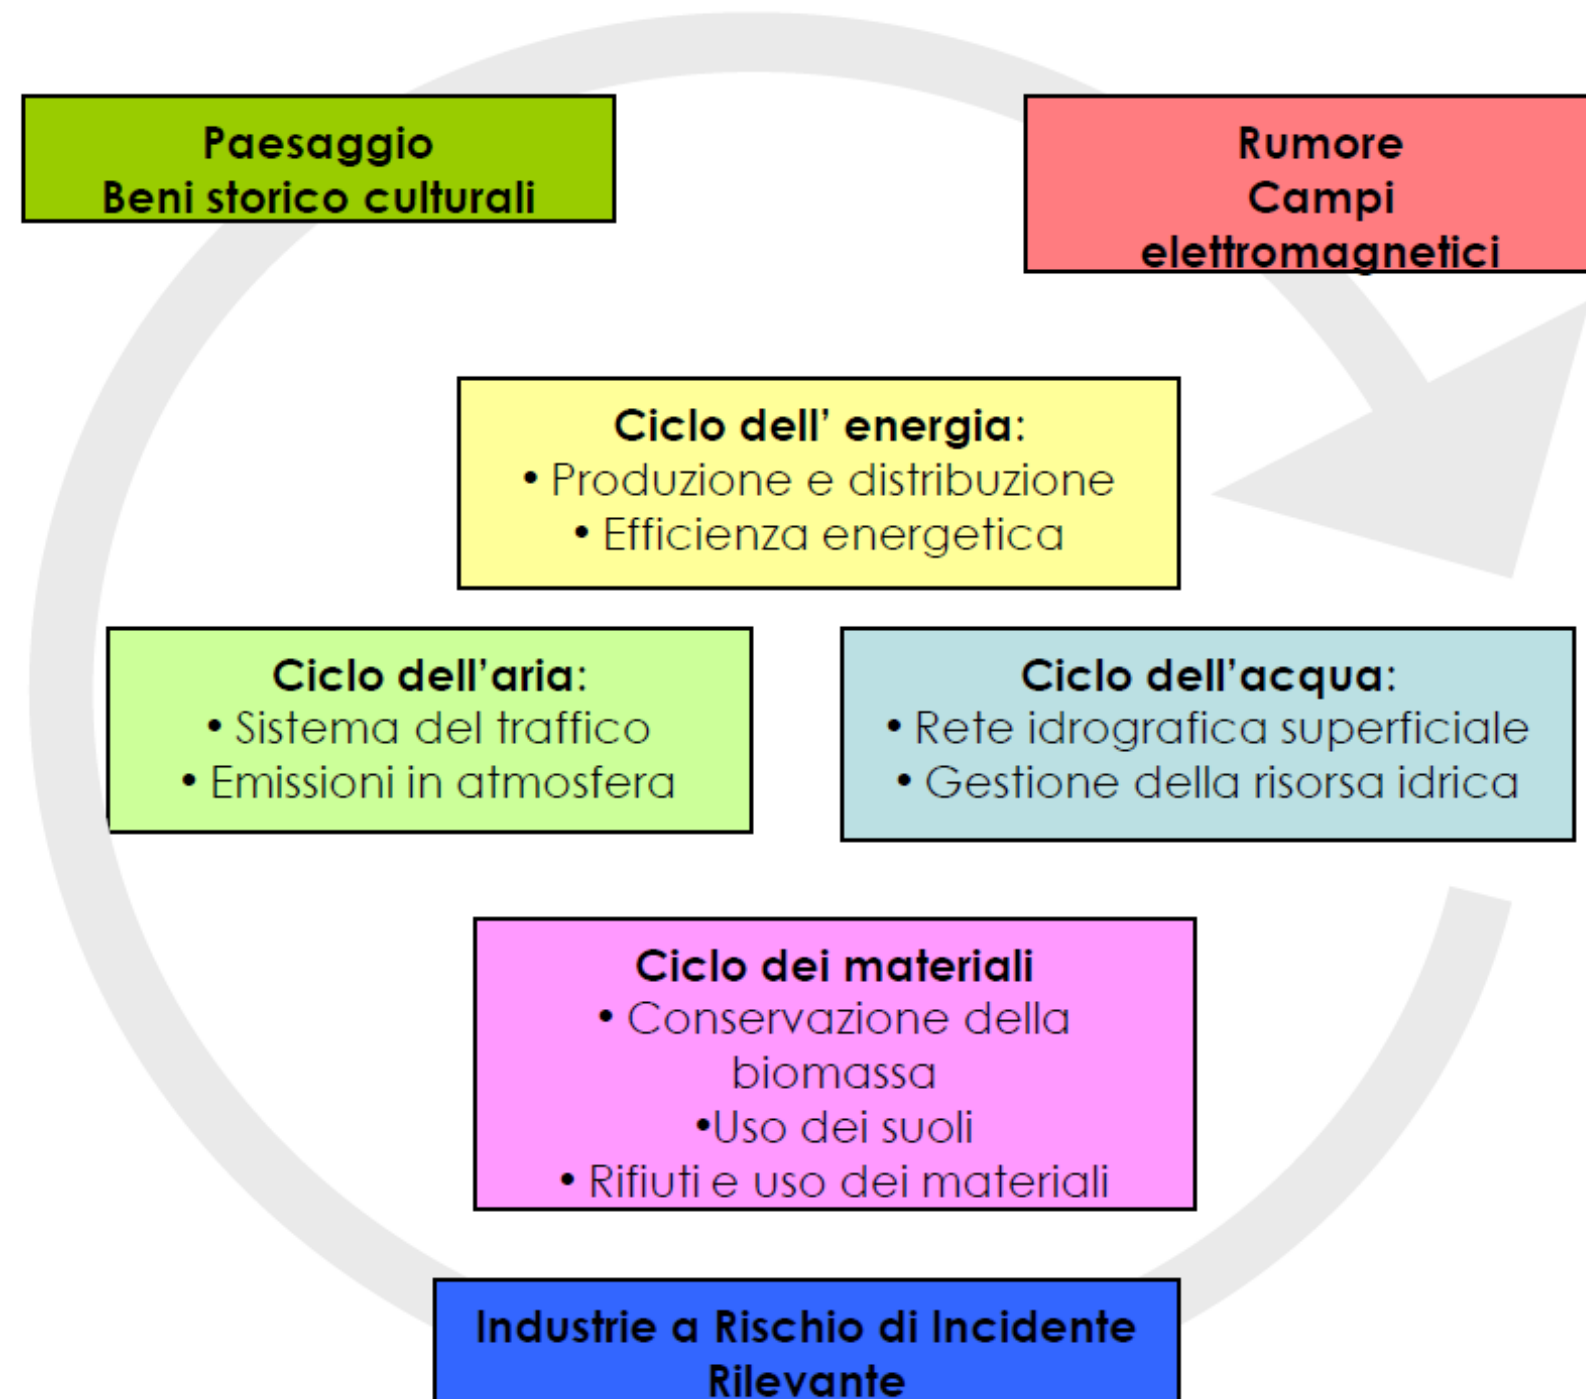 Paesaggio
Beni storico culturali
Rumore
Campi
elettromagnetici
Ciclo dell’ energia:
• Produzione e distribuzione
• Efficienza energetica
Ciclo dell’aria:
• Sistema del traffico
• Emissioni in atmosfera
Ciclo dell’acqua:
• Rete idrografica superficiale
• Gestione della risorsa idrica
Ciclo dei materiali
• Conservazione della
biomassa
•Uso dei suoli
• Rifiuti e uso dei materiali
Industrie a Rischio di Incidente
Rilevante